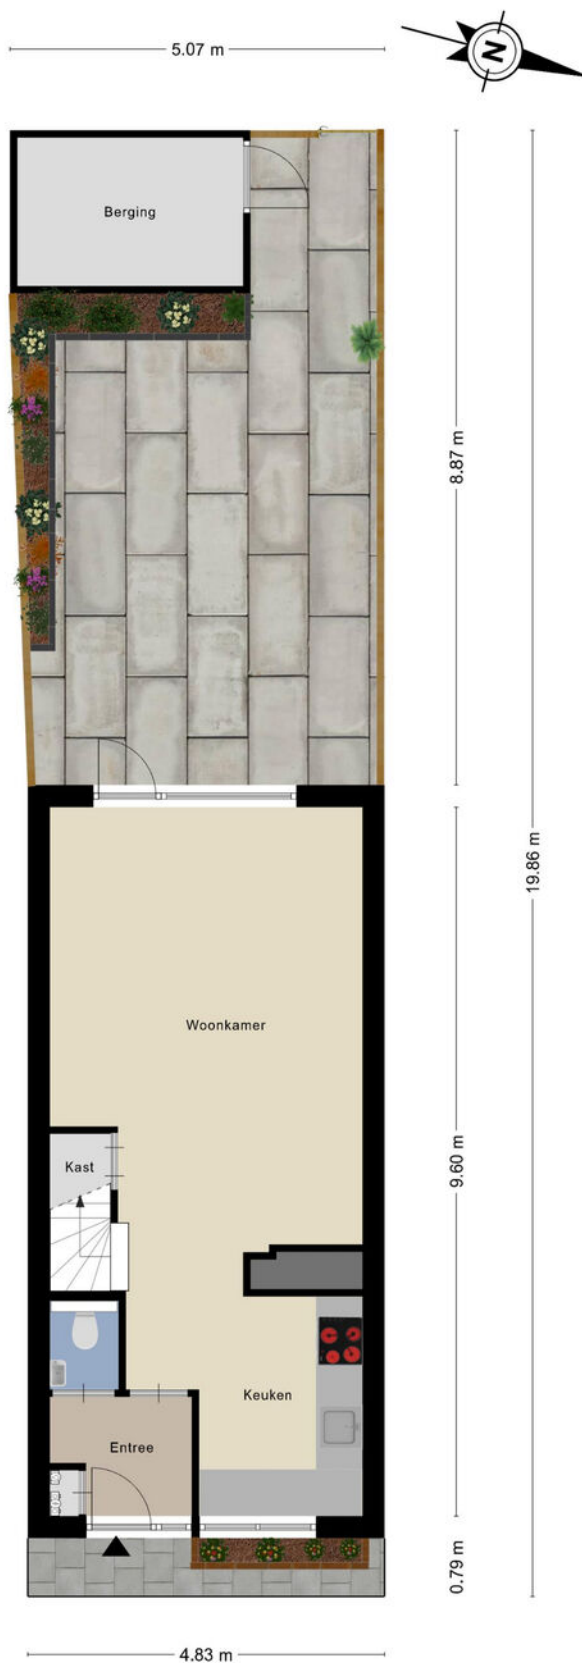 5.07 m
N
Berging
8.87 m
19.86 m
Woonkamer
Kast
9.60 m
Keuken
Entree
0.79 m
4.83 m